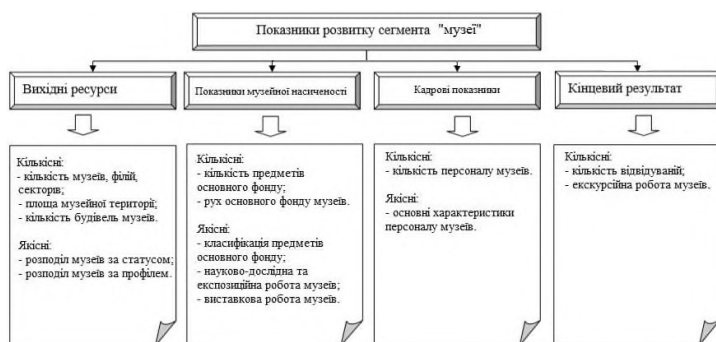 Показники розвитку сегмента "музеї"
Вихідні ресурси
Показники музейної насиченості
Кадрові показники
Кінцевий результат
Кількісні:
- кількість музеїв, філій,
секторів;
- площа музейної території;
- кількість будівель музеїв.
Якісні:
- розподіл музеїв за статусом;
- розподіл музеїв за профілем.
Кількісні:
- кількість предметів
основного фонду;
- рух основного фонду музеїв.
Якісні:
- класифікація предметів
основного фонду;
- науково-дослідна та
експозиційна робота музеїв;
- виставкова робота музеїв.
Кількісні:
- кількість персоналу музеїв.
Якісні:
- основні характеристики
персоналу музеїв.
Кількісні:
- кількість відвідуваній;
- екскурсійна робота музеїв.